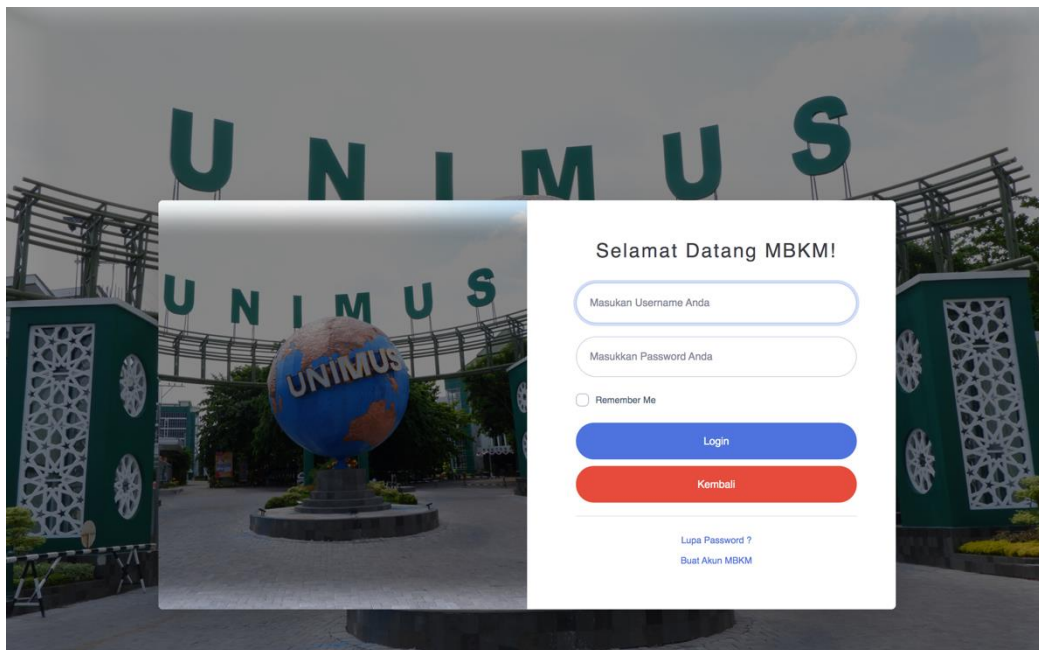 UNIMUS
UNIMUS
UNIMUS
Selamat Datang MBKM!
Masukan Username Anda
Masukkan Password Anda
Remember Me
Login
Kembali
Lupa Password ?
Buat Akun MBKM